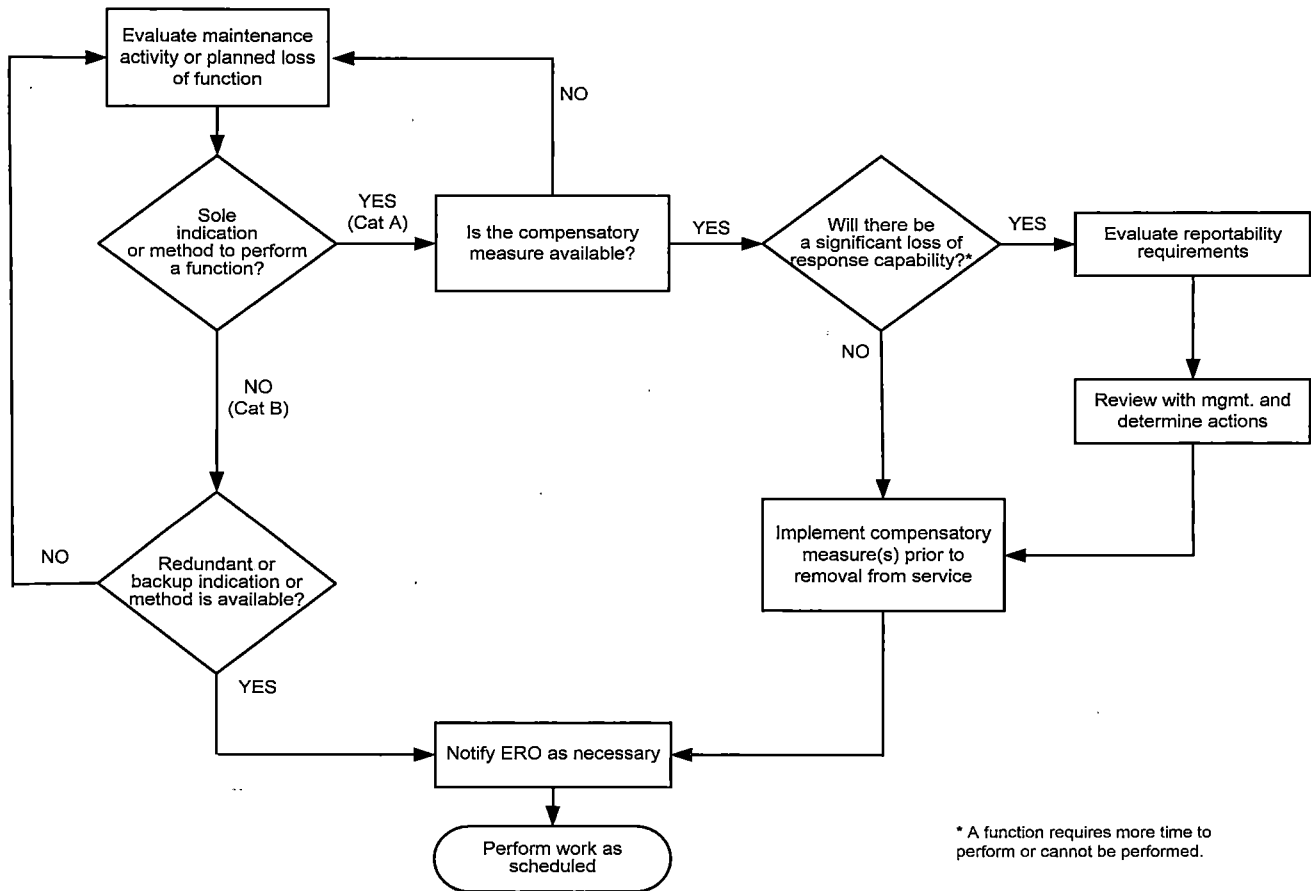 Evaluate maintenance
activity or planned loss
of function
NO
Sole
indication
or method to perform
a function?
YES
(Cat A)
Is the compensatory
measure available?
YES
Will there be
a significant loss of
response capability?*
YES
Evaluate reportability
requirements
NO
(Cat B)
NO
Review with mgmt. and
determine actions
Redundant or
backup indication or
method is available?
NO
Implement compensatory
measure(s) prior to
removal from service
YES
Notify ERO as necessary
Perform work as
scheduled
* A function requires more time to
perform or cannot be performed.